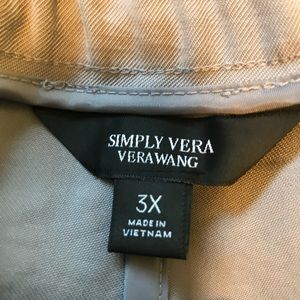 SIMPLY VERA
VERAWANG
3X
MADE IN
VIETNAM